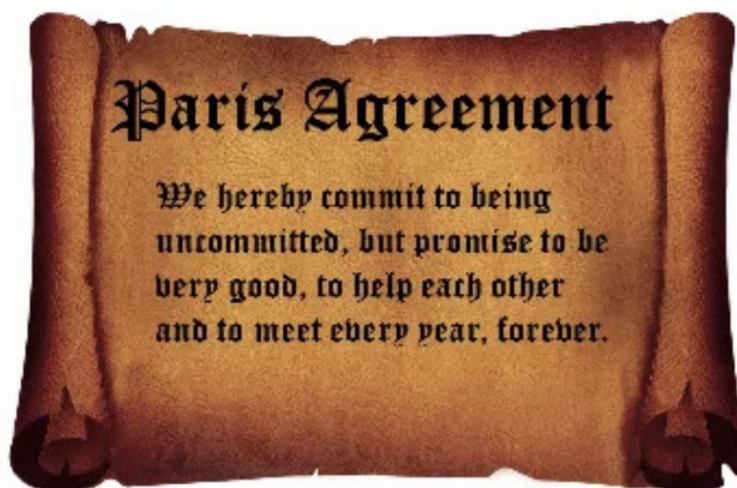 Paris Agreement
We hereby commit to being
uncommitted, but promise to be
very good, to help each other
and to meet every year, forever.